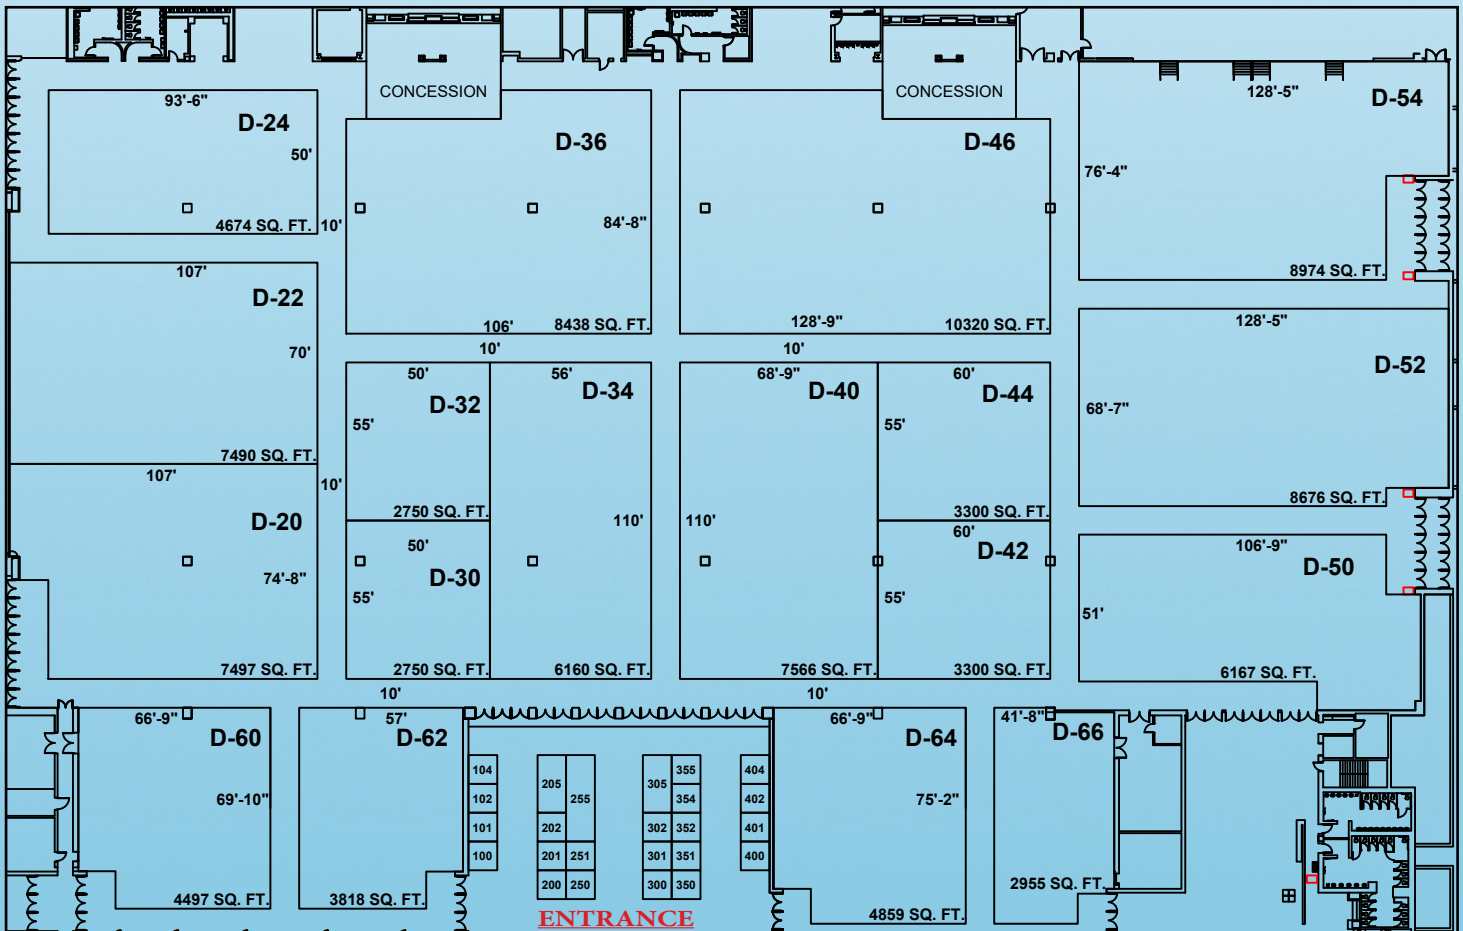 CONCESSION
CONCESSION
93'-6"
D-24
50'
4674 SQ. FT.
10'
D-36
84'-8"
106'
8438 SQ. FT.
10'
D-46
128'-9"
10320 SQ. FT.
10'
128'-5"
D-54
76'-4"
8974 SQ. FT.
107'
D-22
70'
7490 SQ. FT.
128'-5"
D-52
68'-7"
8676 SQ. FT.
107'
10'
D-20
74'-8"
7497 SQ. FT.
50'
D-32
55'
2750 SQ. FT.
56'
D-34
110'
6160 SQ. FT.
50'
D-30
55'
2750 SQ. FT.
68'-9"
D-40
110'
7566 SQ. FT.
60'
D-44
55'
3300 SQ. FT.
60'
D-42
55'
3300 SQ. FT.
106'-9"
D-50
51'
6167 SQ. FT.
10'
10'
66'-9"
D-60
69'-10"
4497 SQ. FT.
57'
D-62
3818 SQ. FT.
104
102
101
100
205
255
202
201 251
200 250
305
355
354
302 352
301 351
300 350
404
402
401
400
66'-9"
D-64
75'-2"
4859 SQ. FT.
41'-8"
D-66
2955 SQ. FT.
ENTRANCE